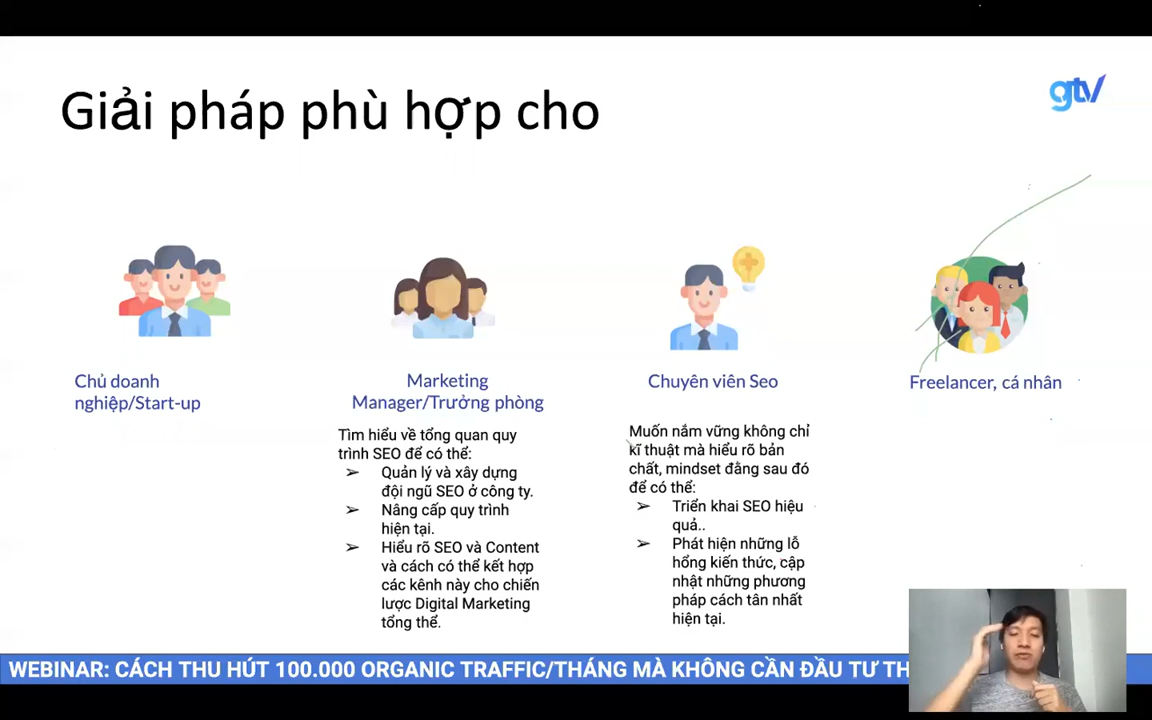 Giải pháp phù hợp cho
gtv
Chủ doanh
nghiệp/Start-up
Marketing
Manager/Trưởng phòng
Tìm hiểu về tổng quan quy
trình SEO để có thể:
➢ Quản lý và xây dựng
đội ngũ SEO ở công ty.
➢ Nâng cấp quy trình
hiện tại.
➢ Hiểu rõ SEO và Content
và cách có thể kết hợp
các kênh này cho chiến
lược Digital Marketing
tổng thể.
Chuyên viên Seo
Muốn nắm vững không chỉ
kĩ thuật mà hiểu rõ bản
chất, mindset đằng sau đó
để có thể:
➢ Triển khai SEO hiệu
quả..
➢ Phát hiện những lỗ
hổng kiến thức, cập
nhật những phương
pháp cách tân nhất
hiện tại.
Freelancer, cá nhân
WEBINAR: CÁCH THU HÚT 100.000 ORGANIC TRAFFIC/THÁNG MÀ KHÔNG CẦN ĐẦU TƯ TH